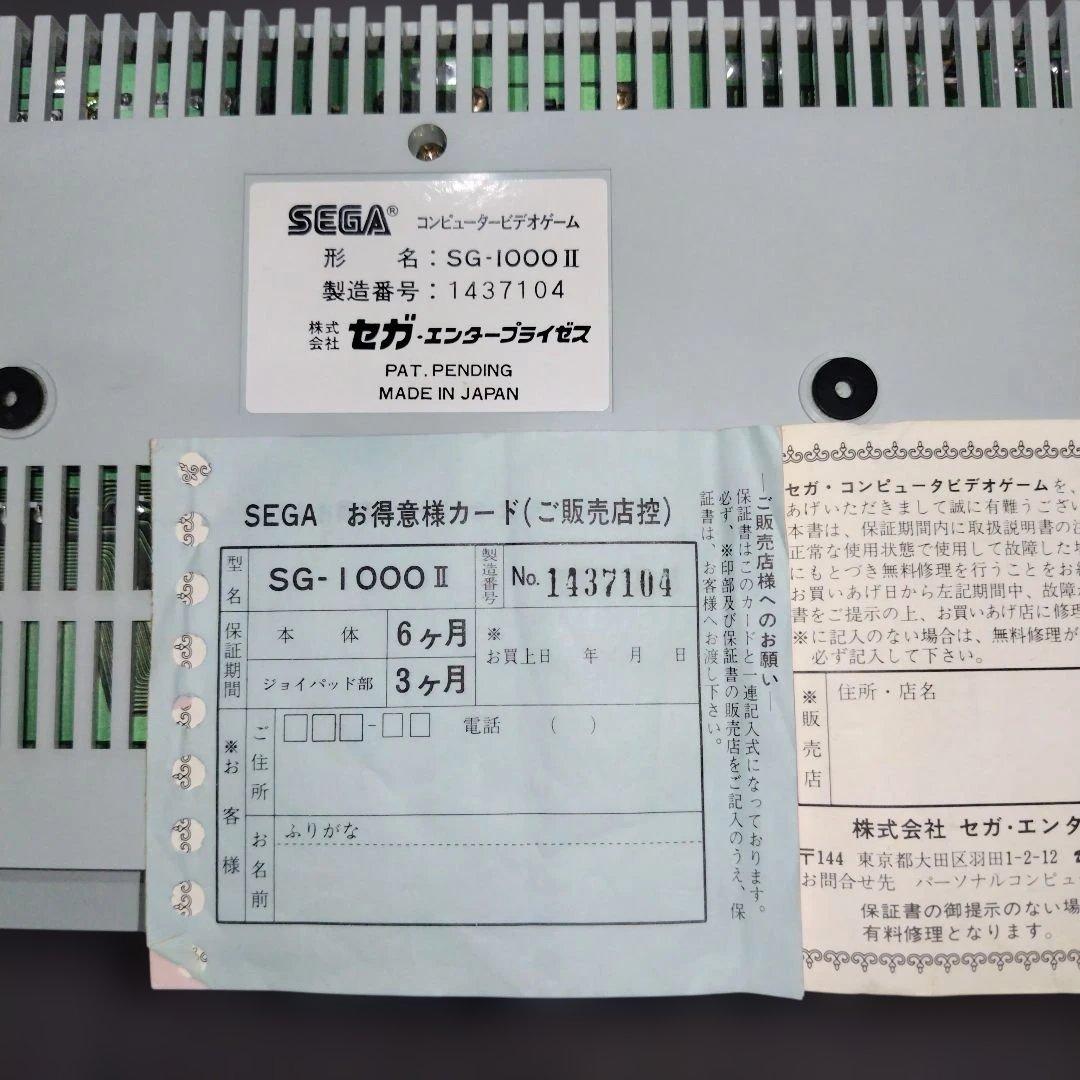 SEGA® コンピュータービデオゲーム
形 名：SG-1000 II
製造番号：1437104
株式会社 セガ・エンタープライゼス
PAT. PENDING
MADE IN JAPAN
SEGA お得意様カード(ご販売店控)
型名 SG-1000 II 製造番号 No. 1437104
保証期間 本体 6ヶ月
ジョイパッド部 3ヶ月
※
お買上日 年 月 日
※お客様
ご住所 □□□-□□ 電話 ( )
お名前 ふりがな
―ご販売店様へのお願い―
保証書はこのカードと一連記入式になっております。
必ず、※印部及び保証書の販売店をご記入のうえ、保
証書は、お客様へお渡し下さい。
セガ・コンピュータビデオゲームを、
あげいただきまして誠に有難うござい
本書は、保証期間内に取扱説明書の
正常な使用状態で使用して故障した
にもとづき無料修理を行うことをお
お買いあげ日から左記期間中、故障
書をご提示の上、お買いあげ店に修理
※に記入のない場合は、無料修理が
必ず記入して下さい。
※販売店 住所・店名
株式会社 セガ・エンタ
〒144 東京都大田区羽田1-2-12
お問合せ先 パーソナルコンピュ
保証書の御提示のない場
有料修理となります。